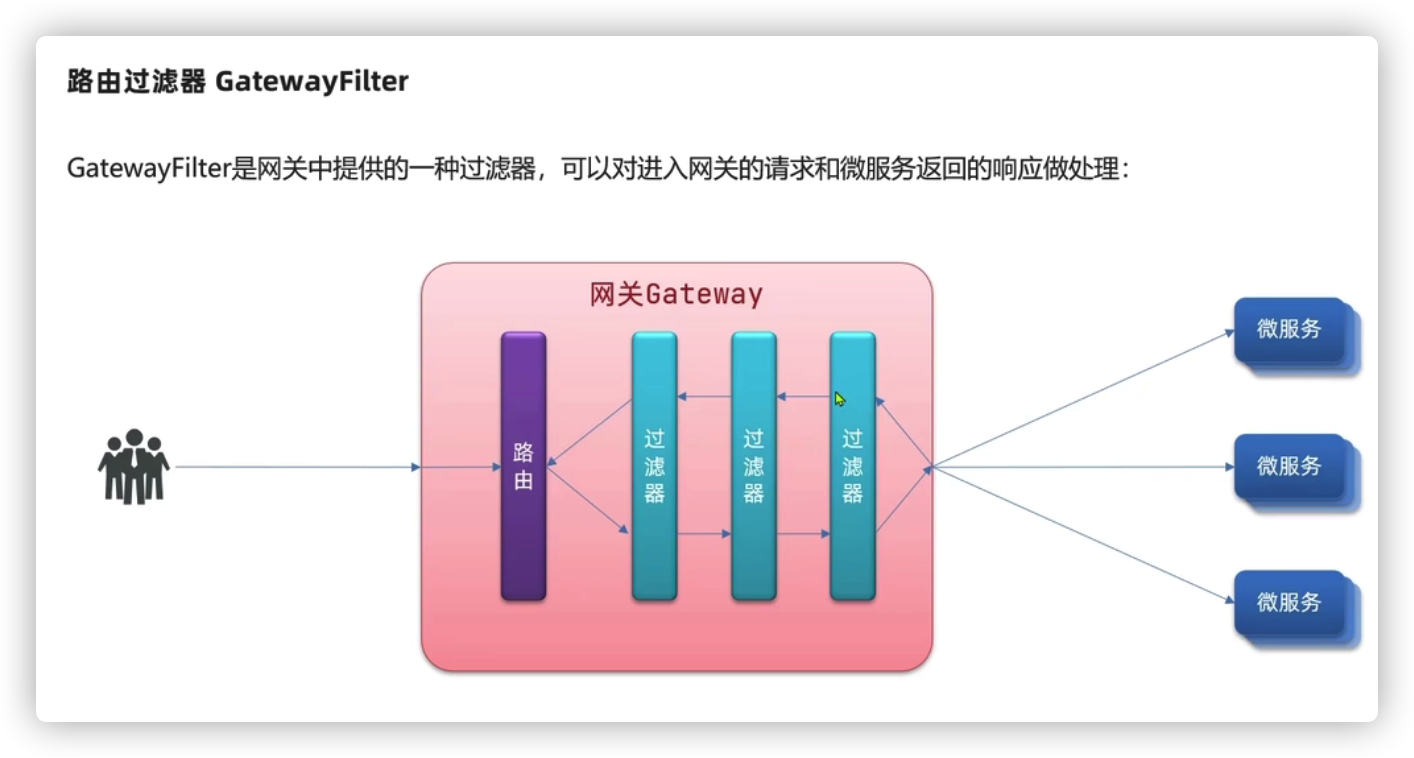 路由过滤器 GatewayFilter
GatewayFilter是网关中提供的一种过滤器，可以对进入网关的请求和微服务返回的响应做处理：
网关Gateway
路由
过滤器
过滤器
过滤器
微服务
微服务
微服务